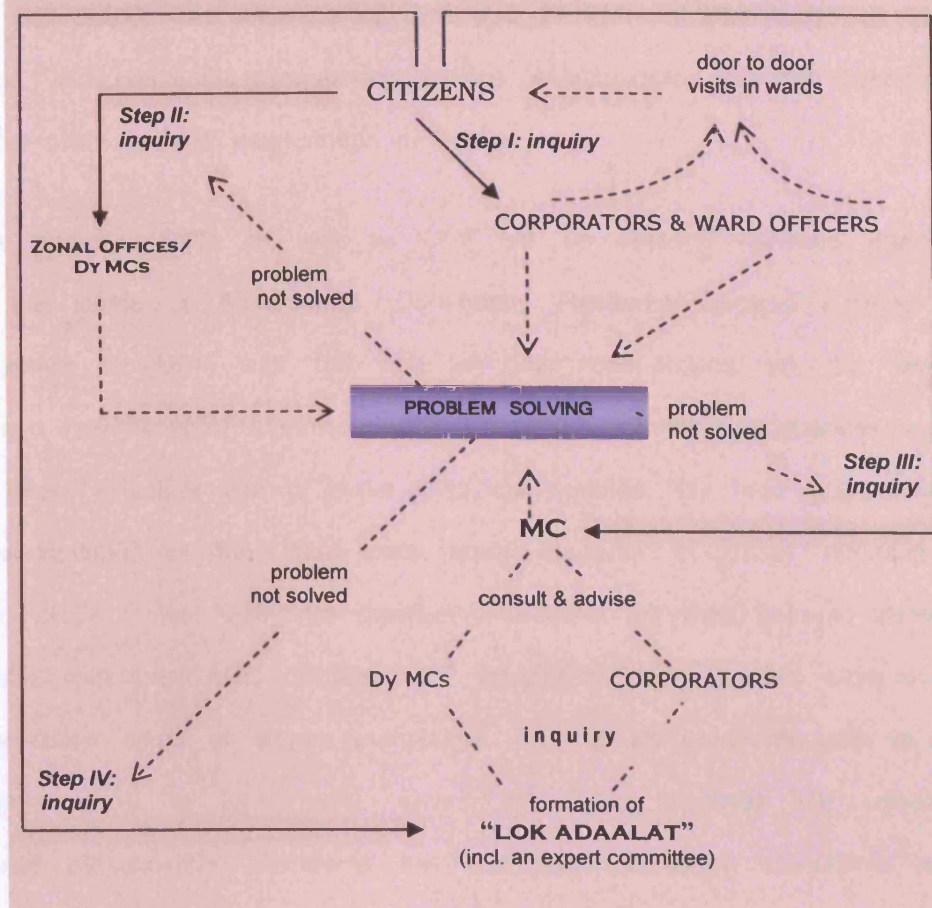 CITIZENS
door to door
visits in wards
Step II:
inquiry
Step I: inquiry
CORPORATORS & WARD OFFICERS
ZONAL OFFICES/
DY MCS
problem
not solved
PROBLEM SOLVING
problem
not solved
Step III:
inquiry
MC
problem
not solved
consult & advise
Dy MCs
CORPORATORS
inquiry
Step IV:
inquiry
formation of
“LOK ADAALAT”
(incl. an expert committee)